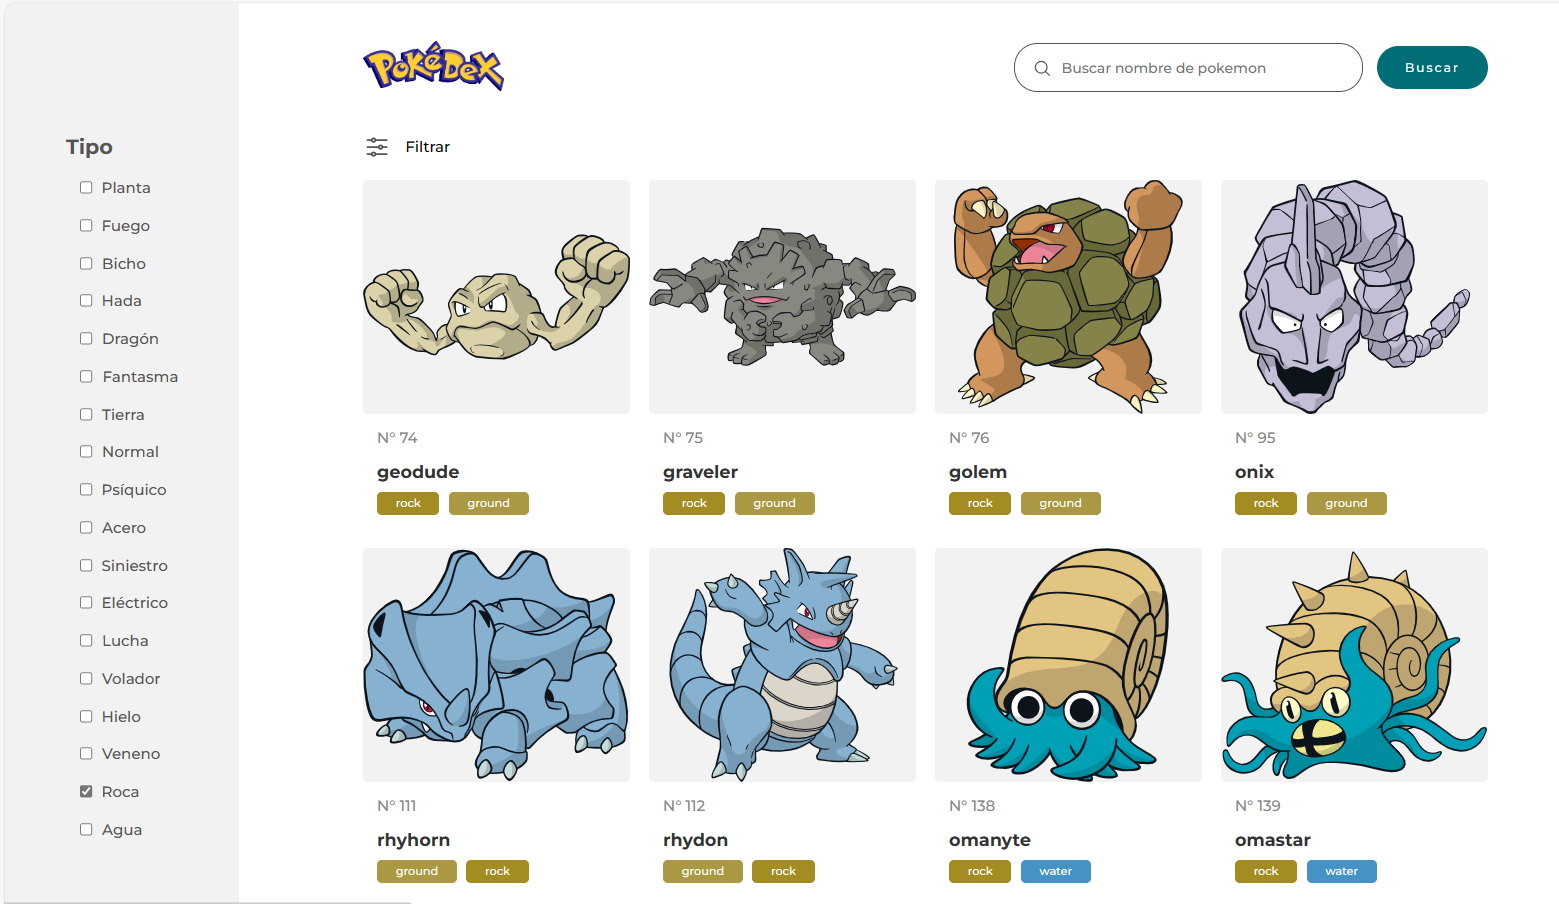 PokéDex
Buscar nombre de pokemon
Buscar
Filtrar
Tipo
Planta
Fuego
Bicho
Hada
Dragón
Fantasma
Tierra
Normal
Psíquico
Acero
Siniestro
Eléctrico
Lucha
Volador
Hielo
Veneno
Roca
Agua
N° 74
geodude
rock ground
N° 75
graveler
rock ground
N° 76
golem
rock ground
N° 95
onix
rock ground
N° 111
rhyhorn
ground rock
N° 112
rhydon
ground rock
N° 138
omanyte
rock water
N° 139
omastar
rock water